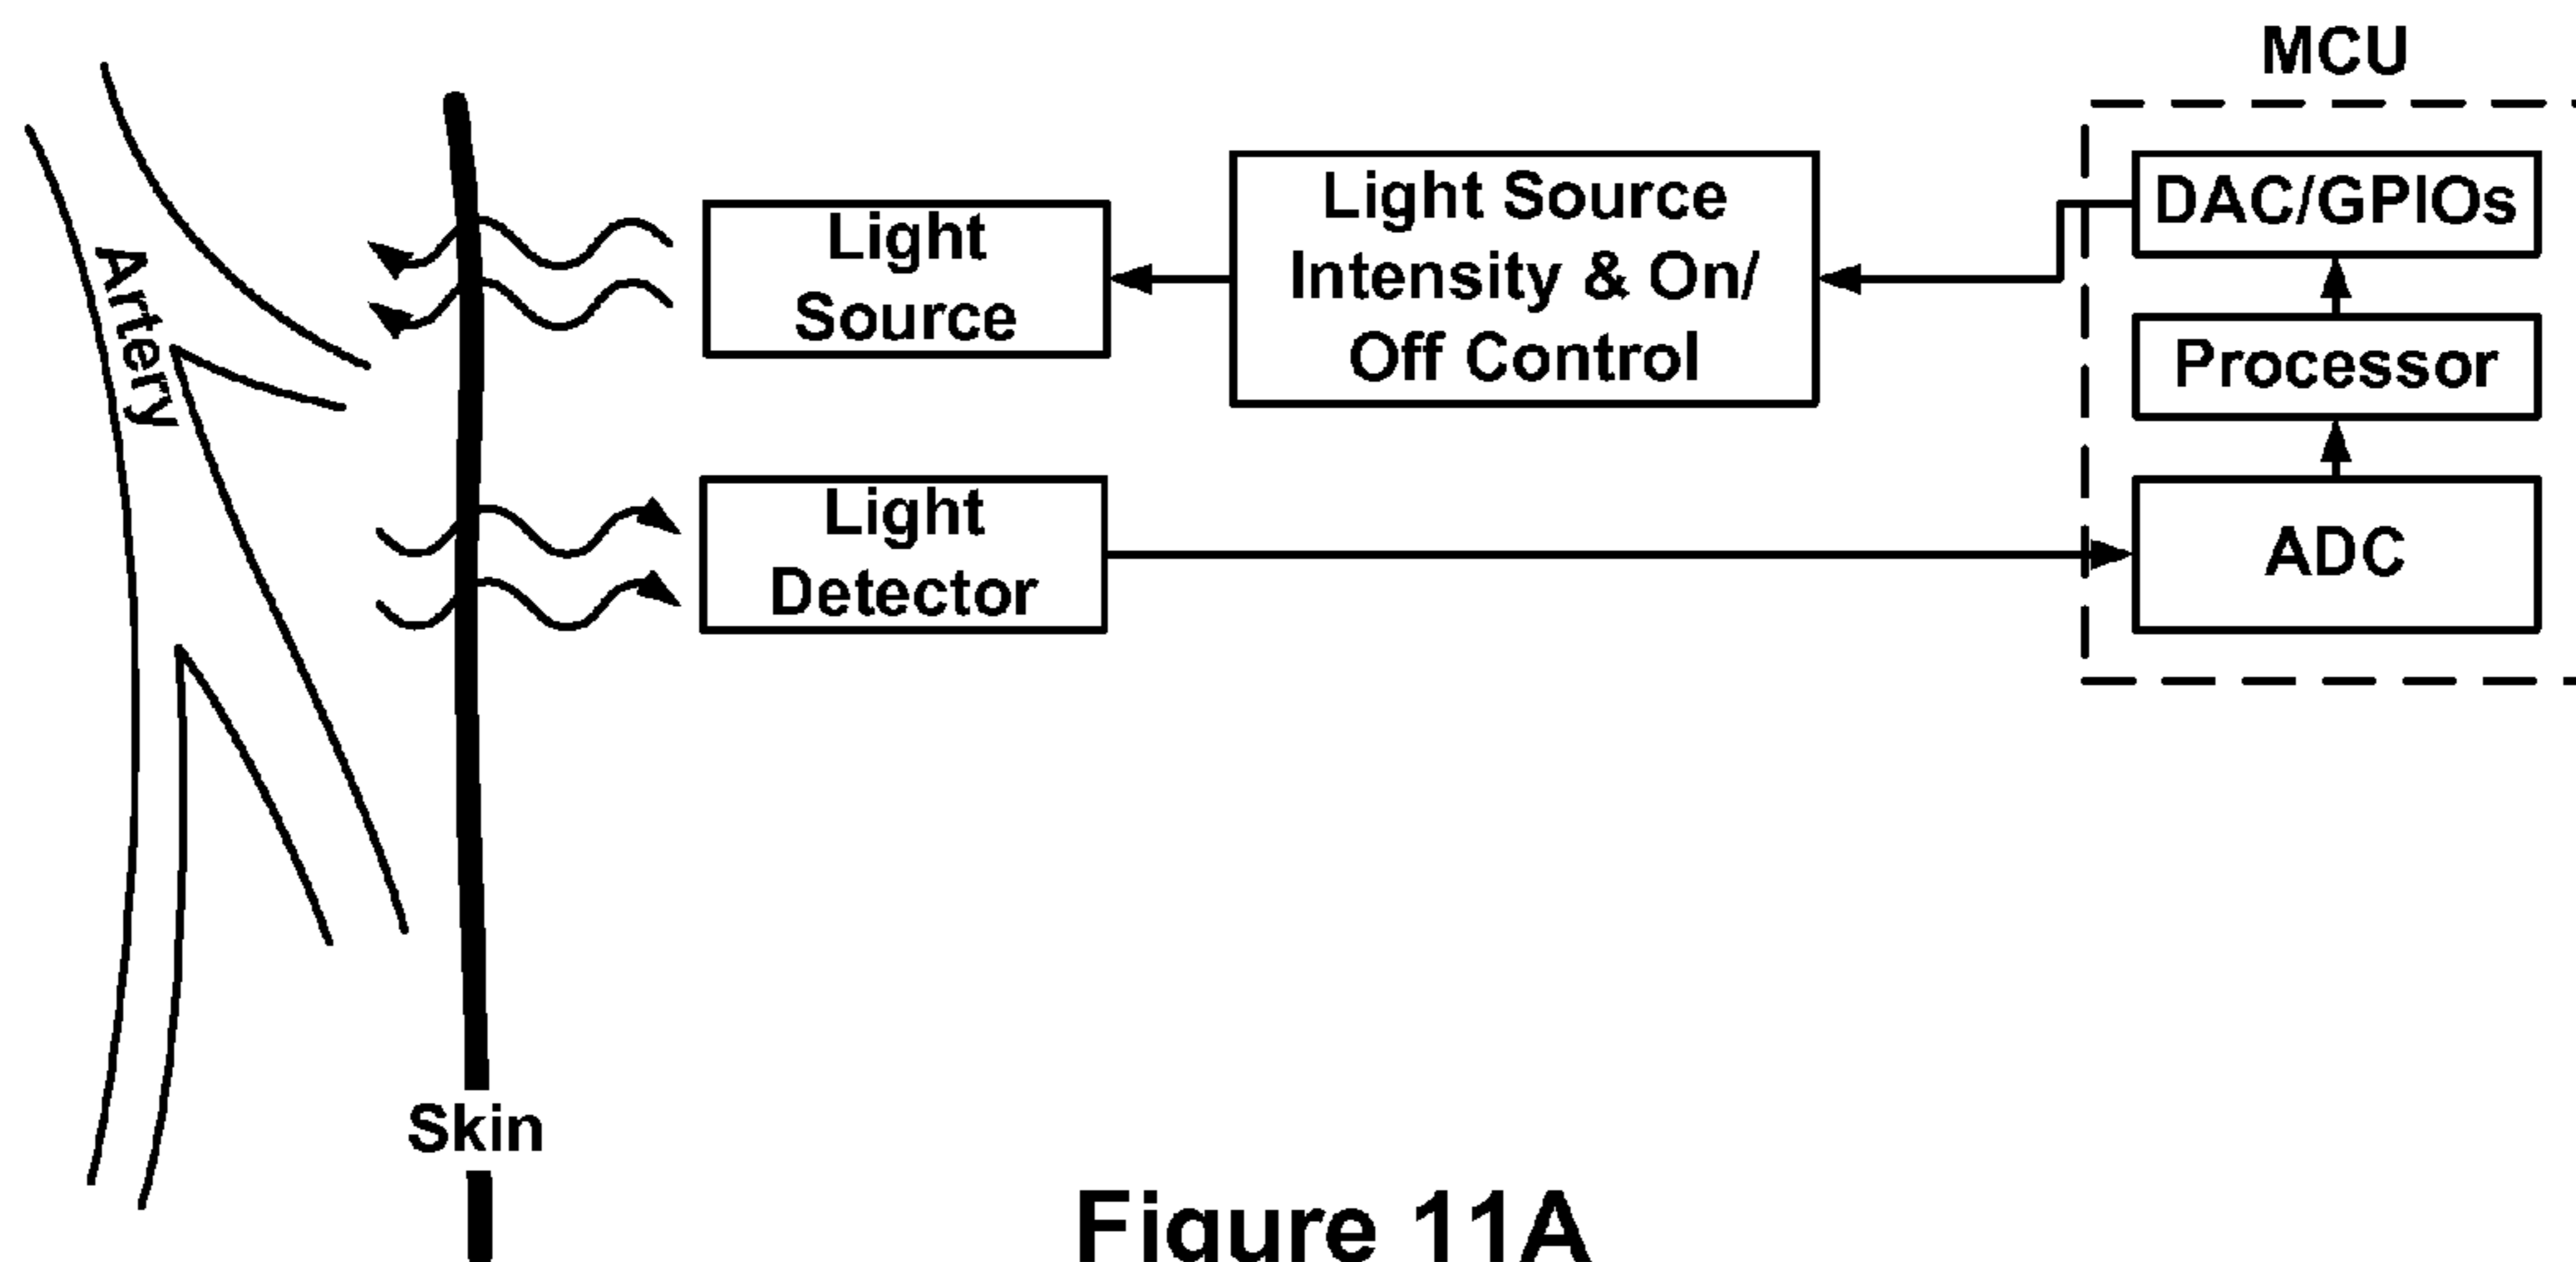 MCU
Artery
Light
Source
Light Source
Intensity & On/
Off Control
DAC/GPIOs
Processor
Light
Detector
ADC
Skin
Figure 11A